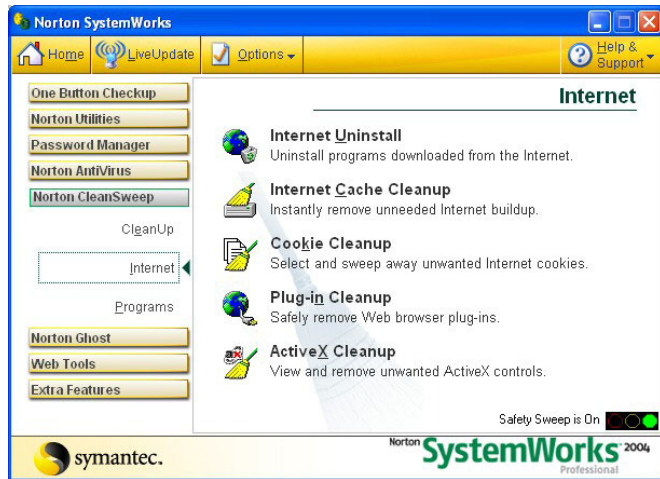 Norton SystemWorks
Home LiveUpdate Options Help & Support
One Button Checkup
Norton Utilities
Password Manager
Norton AntiVirus
Norton CleanSweep
CleanUp
Internet
Programs
Norton Ghost
Web Tools
Extra Features
Internet
Internet Uninstall
Uninstall programs downloaded from the Internet.
Internet Cache Cleanup
Instantly remove unneeded Internet buildup.
Cookie Cleanup
Select and sweep away unwanted Internet cookies.
Plug-in Cleanup
Safely remove Web browser plug-ins.
ActiveX Cleanup
View and remove unwanted ActiveX controls.
Safety Sweep is On
symantec.
Norton SystemWorks 2004
Professional